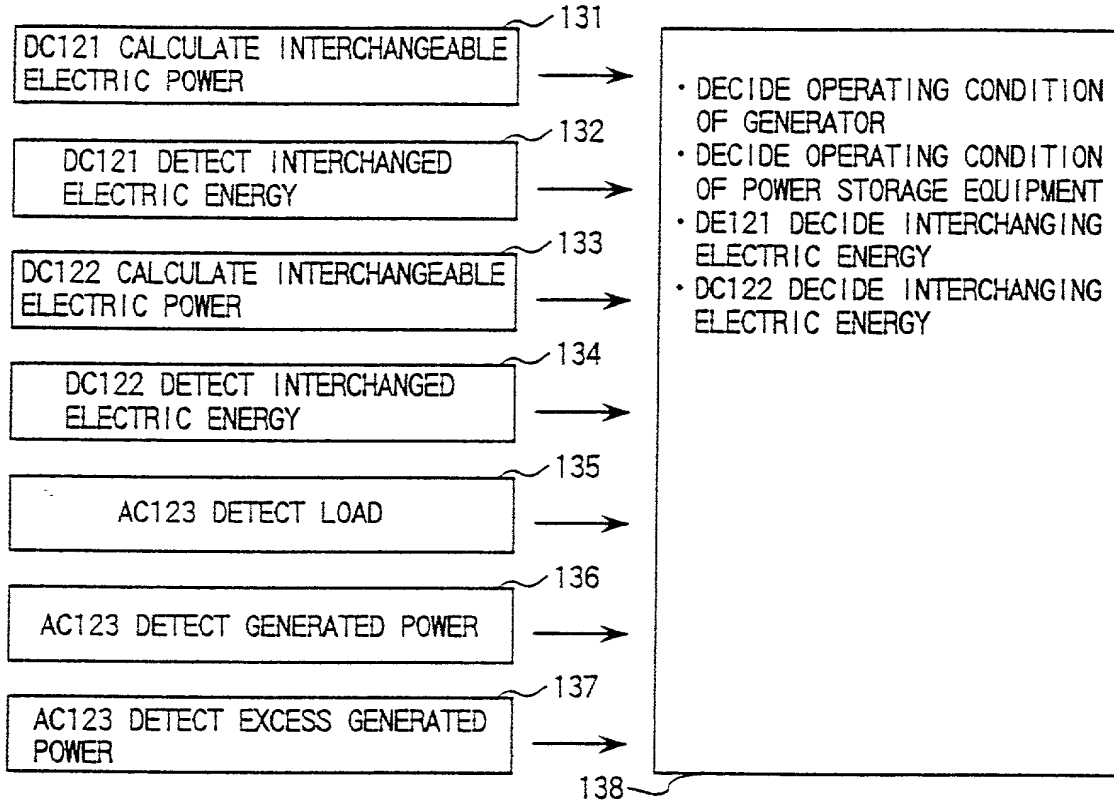 131
DC121 CALCULATE INTERCHANGEABLE
ELECTRIC POWER
132
DC121 DETECT INTERCHANGED
ELECTRIC ENERGY
133
DC122 CALCULATE INTERCHANGEABLE
ELECTRIC POWER
134
DC122 DETECT INTERCHANGED
ELECTRIC ENERGY
135
AC123 DETECT LOAD
136
AC123 DETECT GENERATED POWER
137
AC123 DETECT EXCESS GENERATED
POWER
・DECIDE OPERATING CONDITION
OF GENERATOR
・DECIDE OPERATING CONDITION
OF POWER STORAGE EQUIPMENT
・DE121 DECIDE INTERCHANGING
ELECTRIC ENERGY
・DC122 DECIDE INTERCHANGING
ELECTRIC ENERGY
138